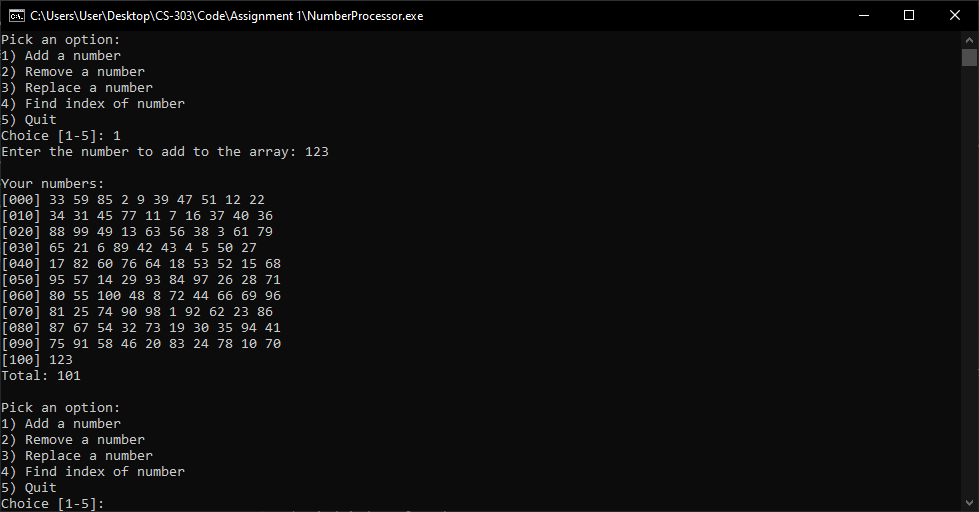 C:\Users\User\Desktop\CS-303\Code\Assignment 1\NumberProcessor.exe
Pick an option:
1) Add a number
2) Remove a number
3) Replace a number
4) Find index of number
5) Quit
Choice [1-5]: 1
Enter the number to add to the array: 123
Your numbers:
[000] 33 59 85 2 9 39 47 51 12 22
[010] 34 31 45 77 11 7 16 37 40 36
[020] 88 99 49 13 63 56 38 3 61 79
[030] 65 21 6 89 42 43 4 5 50 27
[040] 17 82 60 76 64 18 53 52 15 68
[050] 95 57 14 29 93 84 97 26 28 71
[060] 80 55 100 48 8 72 44 66 69 96
[070] 81 25 74 90 98 1 92 62 23 86
[080] 87 67 54 32 73 19 30 35 94 41
[090] 75 91 58 46 20 83 24 78 10 70
[100] 123
Total: 101
Pick an option:
1) Add a number
2) Remove a number
3) Replace a number
4) Find index of number
5) Quit
Choice [1-5]: